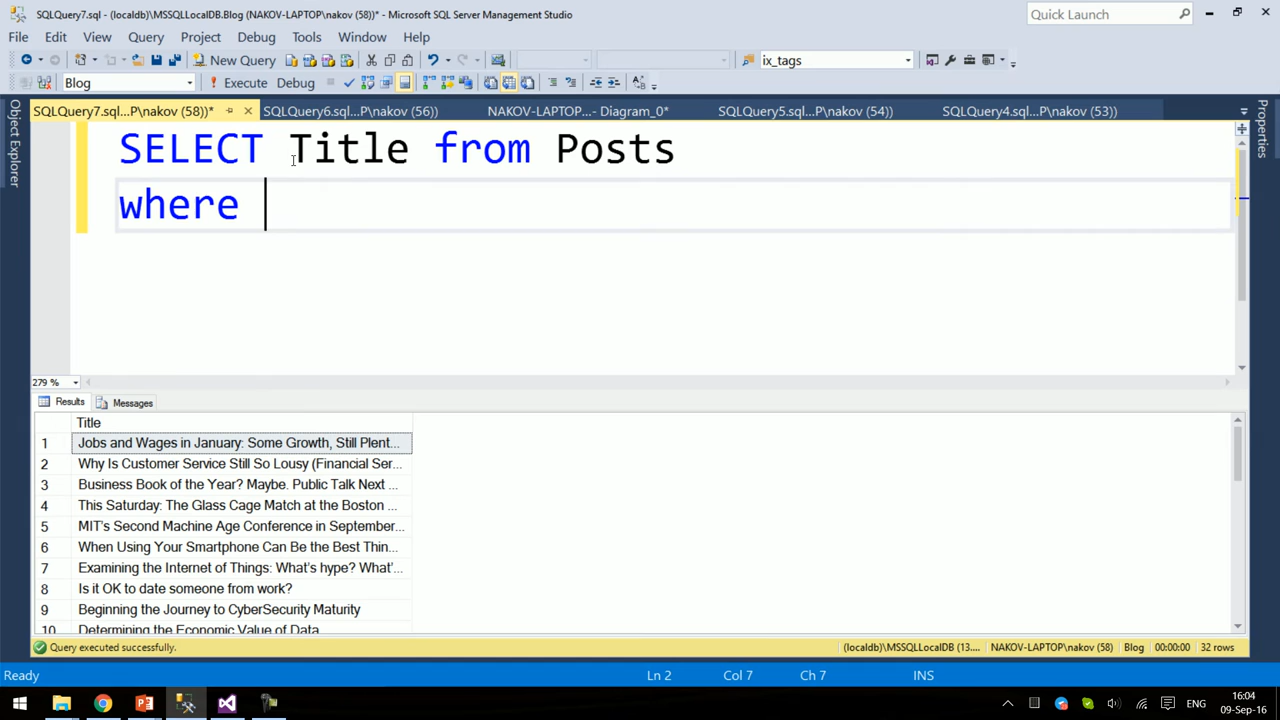 SQLQuery7.sql - (localdb)\MSSQLLocalDB.Blog (NAKOV-LAPTOP\nakov (58))* - Microsoft SQL Server Management Studio
Quick Launch
File Edit View Query Project Debug Tools Window Help
New Query
ix_tags
Blog
Execute Debug
SQLQuery7.sql...P\nakov (58))*
SQLQuery6.sql...P\nakov (56))
NAKOV-LAPTOP...- Diagram_0*
SQLQuery5.sql...P\nakov (54))
SQLQuery4.sql...P\nakov (53))
Object Explorer
Properties
SELECT Title from Posts
where
279 %
Results
Messages
Title
1 Jobs and Wages in January: Some Growth, Still Plent...
2 Why Is Customer Service Still So Lousy (Financial Ser...
3 Business Book of the Year? Maybe. Public Talk Next ...
4 This Saturday: The Glass Cage Match at the Boston ...
5 MIT's Second Machine Age Conference in September...
6 When Using Your Smartphone Can Be the Best Thin...
7 Examining the Internet of Things: What's hype? What'...
8 Is it OK to date someone from work?
9 Beginning the Journey to CyberSecurity Maturity
10 Determining the Economic Value of Data
Query executed successfully.
(localdb)\MSSQLLocalDB (13....
NAKOV-LAPTOP\nakov (58)
Blog
00:00:00
32 rows
Ready
Ln 2
Col 7
Ch 7
INS
ENG
16:04
09-Sep-16